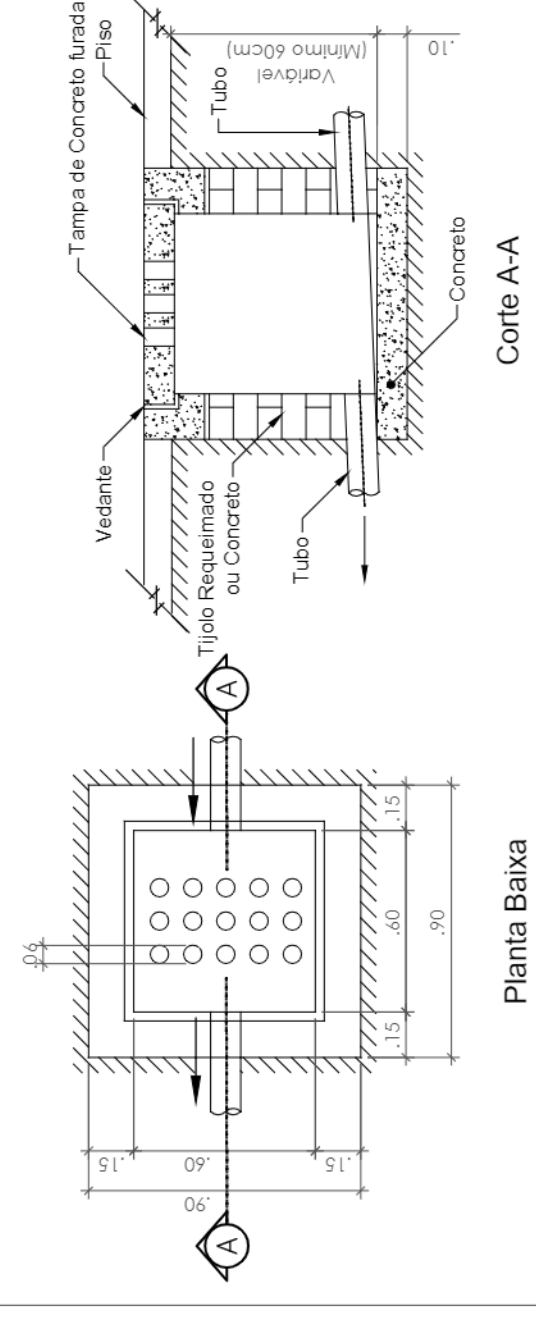 Tampa de Concreto furada
Piso
Vedante
Tijolo Requeimado
ou Concreto
Tubo
Tubo
Variável
(Mínimo 60cm)
.10
Concreto
Corte A-A
A
A
.06
.15
.60
.15
.90
.15
.60
.15
.90
Planta Baixa